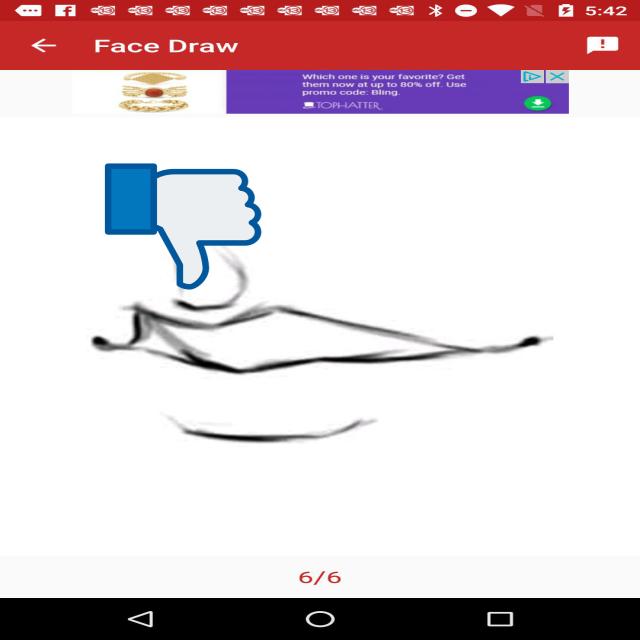 5:42
Face Draw
Which one is your favorite? Get
them now at up to 80% off. Use
promo code: Bling.
TOPHATTER
6/6